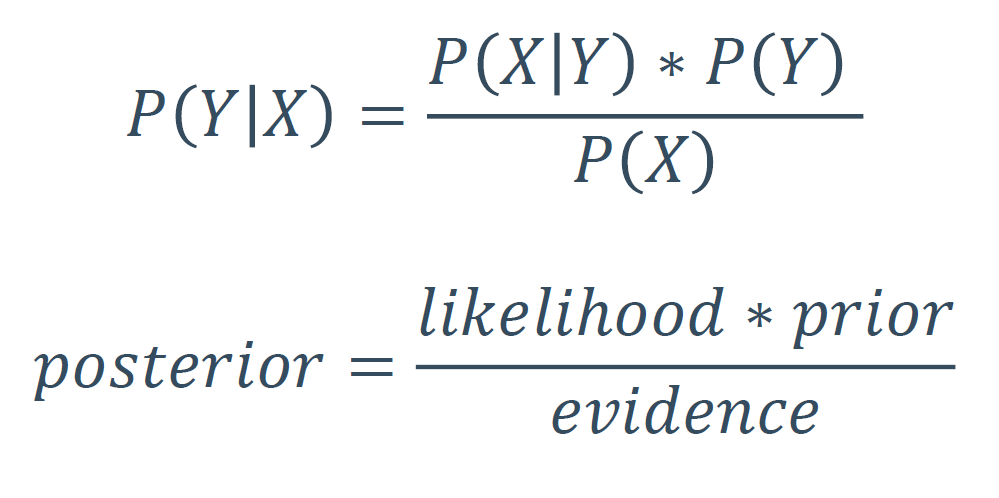 P(Y|X) = P(X|Y) * P(Y) / P(X)
posterior = likelihood * prior / evidence